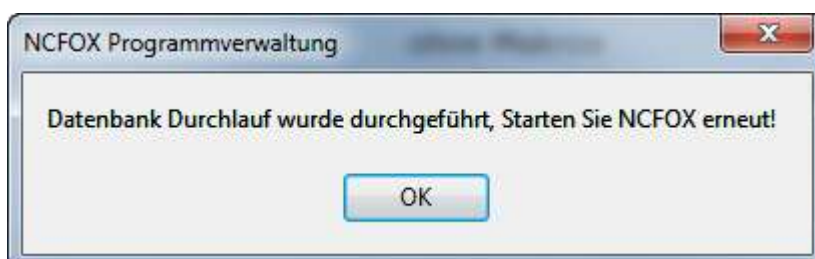 NCFOX Programmverwaltung
Datenbank Durchlauf wurde durchgeführt, Starten Sie NCFOX erneut!
OK